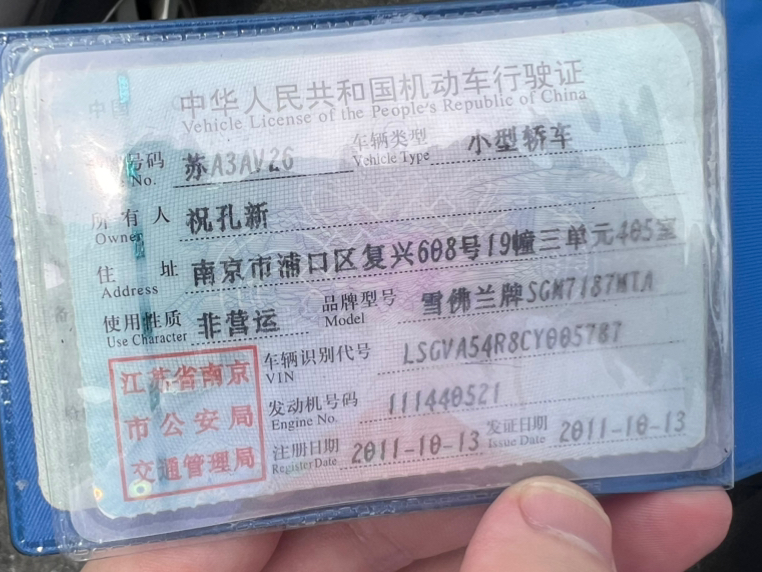 中华人民共和国机动车行驶证
Vehicle License of the People's Republic of China
号码 苏A3AV26 车辆类型 小型轿车
No. Vehicle Type
所有人 祝孔新
Owner
住址 南京市浦口区复兴608号19幢三单元405室
Address
使用性质 非营运 品牌型号 雪佛兰牌SGM7187MTA
Use Character Model
江苏省南京
市公安局
交通管理局
车辆识别代号 LSGVA54R8CY005787
VIN
发动机号码 111440521
Engine No.
注册日期 2011-10-13 发证日期 2011-10-13
Register Date Issue Date